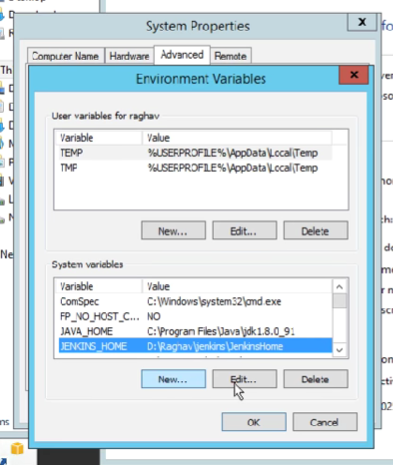 System Properties
x
Computer Name Hardware Advanced Remote
Environment Variables
x
User variables for raghav
Variable Value
TEMP %USERPROFILE%\AppData\Local\Temp
TMP %USERPROFILE%\AppData\Local\Temp
New... Edit... Delete
System variables
Variable Value
ComSpec C:\Windows\system32\cmd.exe
FP_NO_HOST_C... NO
JAVA_HOME C:\Program Files\Java\jdk1.8.0_91
JENKINS_HOME D:\Raghav\jenkins\JenkinsHome
New... Edit... Delete
OK Cancel